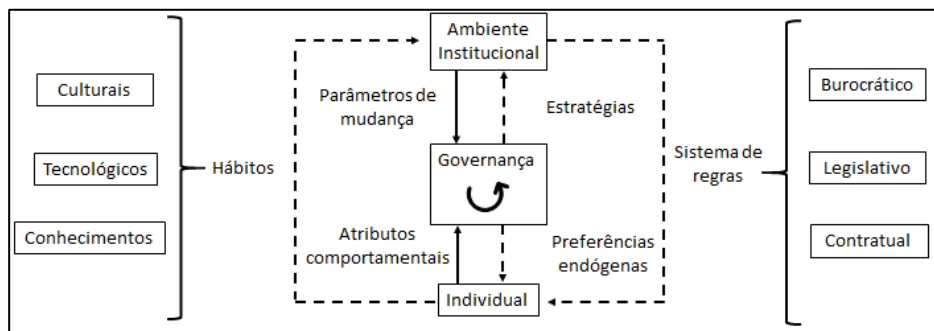 Ambiente
Institucional
Culturais
Tecnológicos
Conhecimentos
Hábitos
Parâmetros de
mudança
Estratégias
Governança
Atributos
comportamentais
Preferências
endógenas
Individual
Sistema de
regras
Burocrático
Legislativo
Contratual